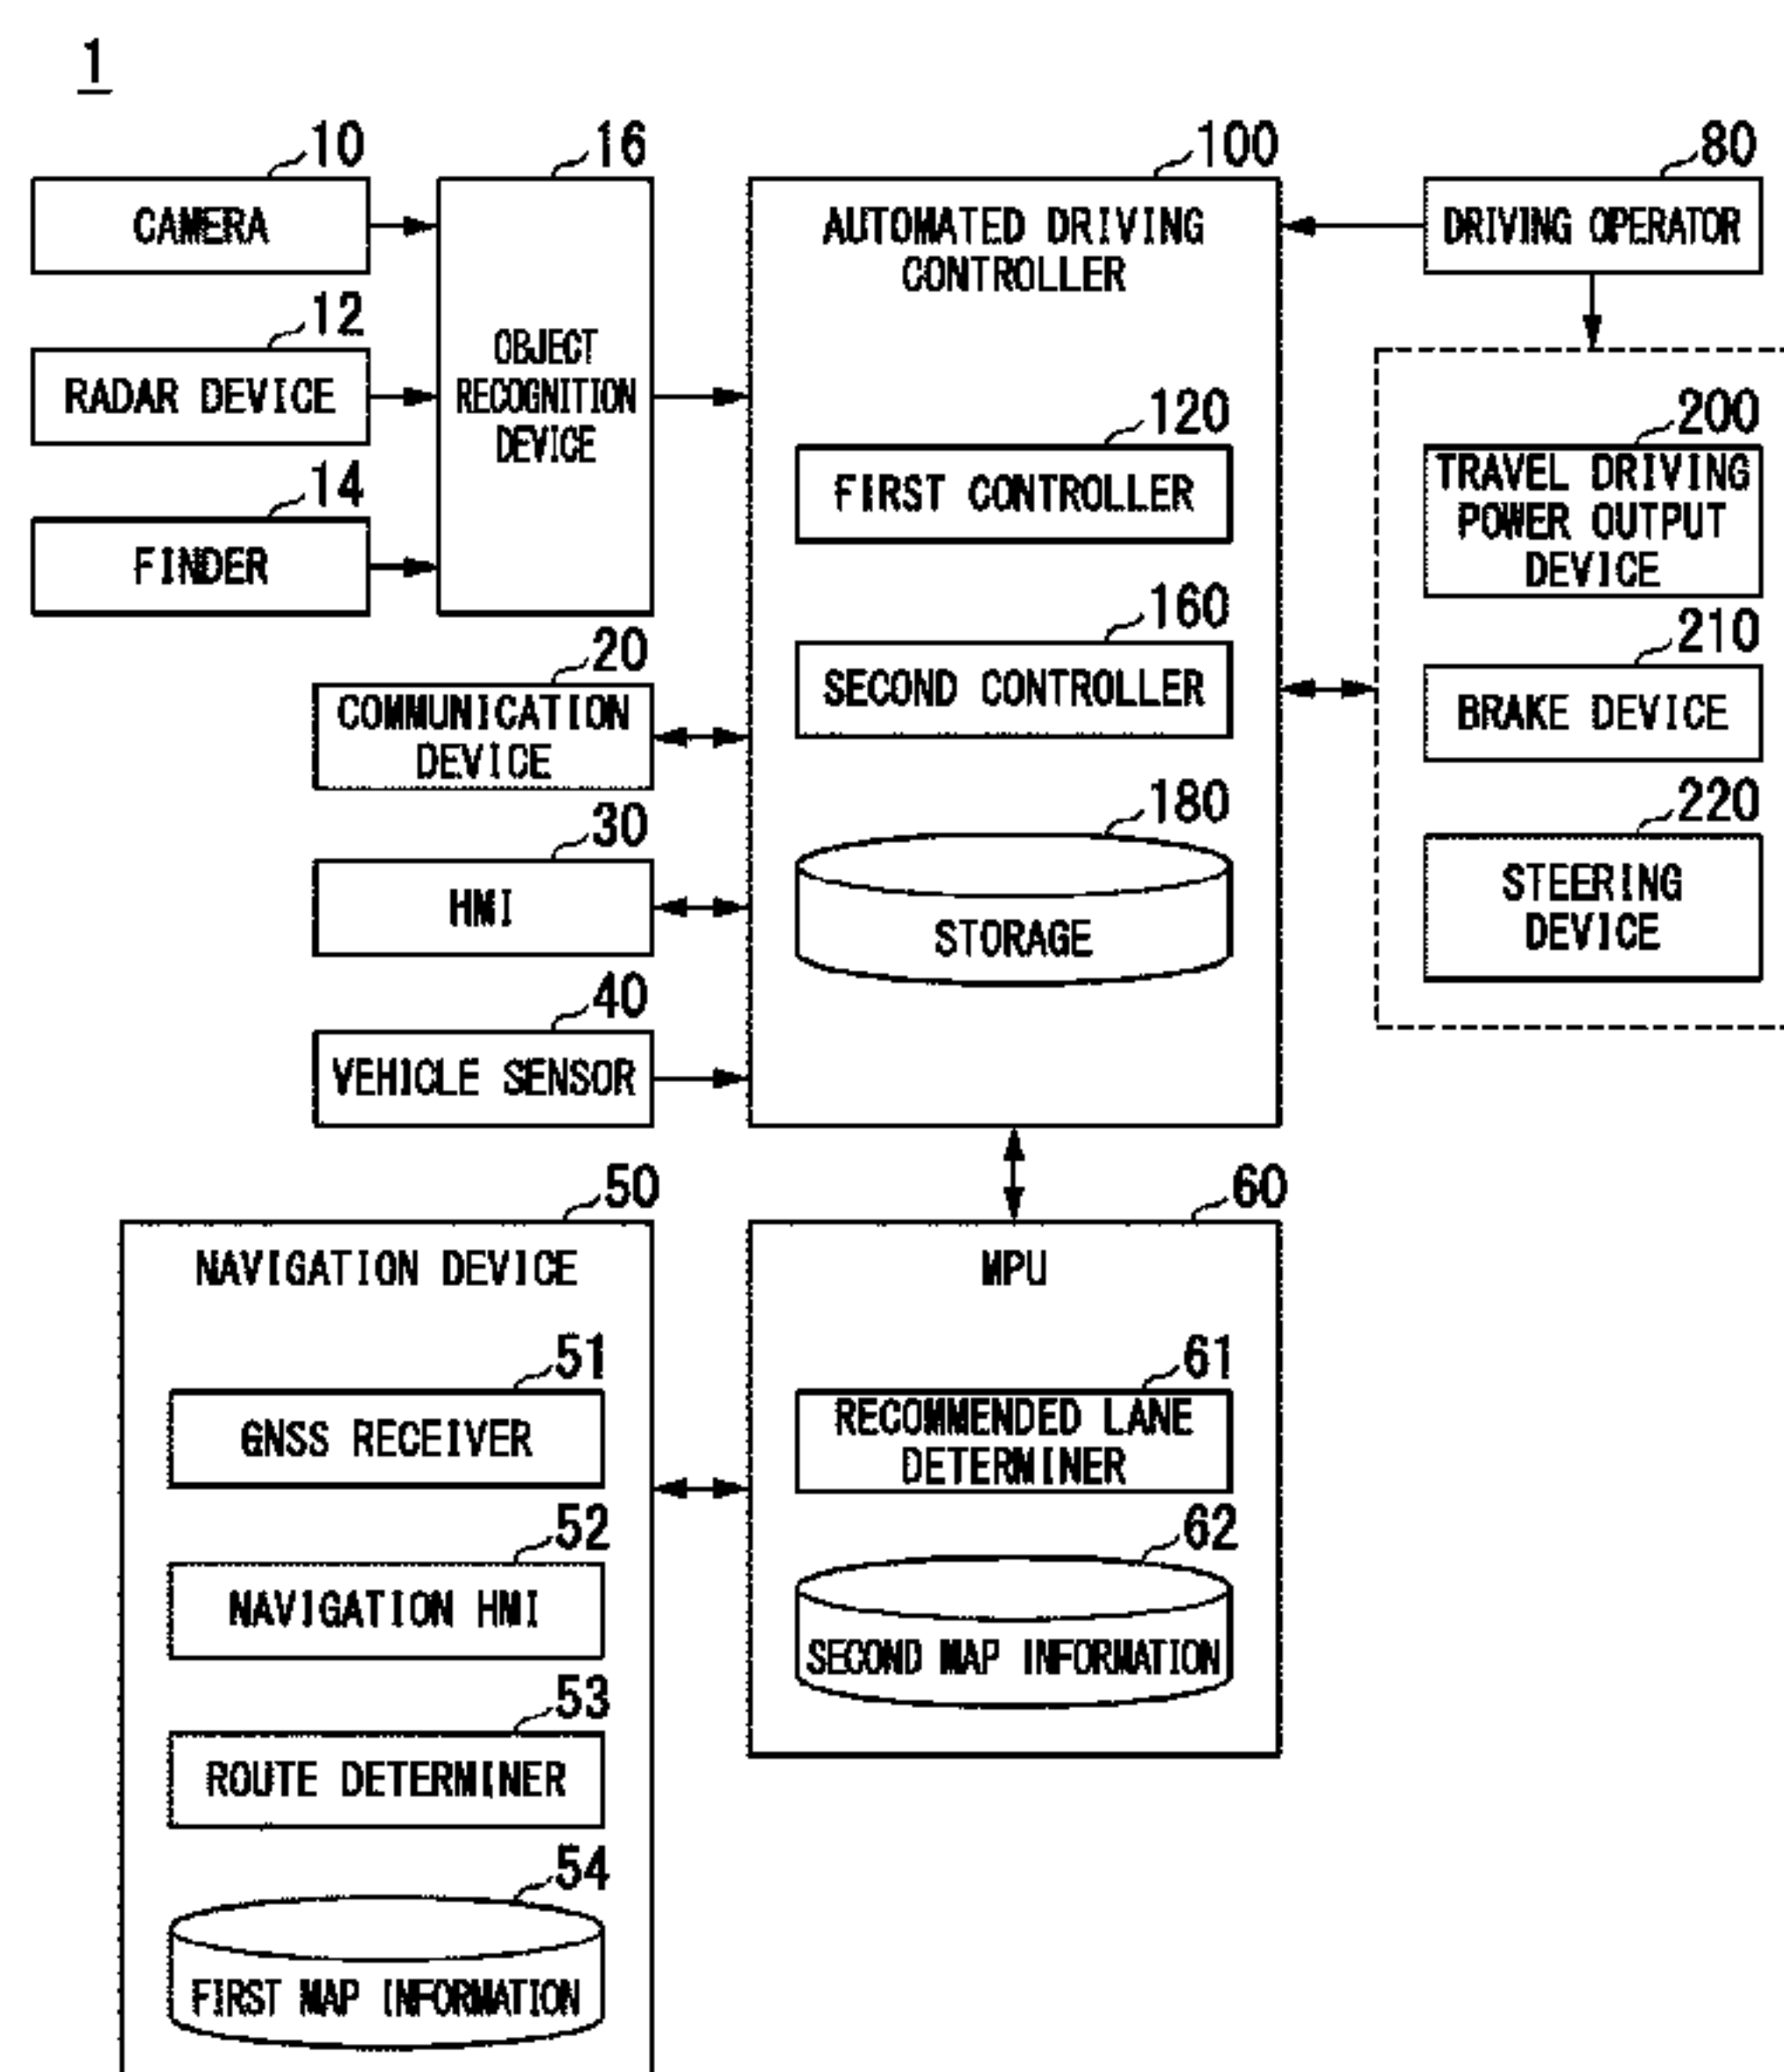 1
10
CAMERA
12
RADAR DEVICE
14
FINDER
16
OBJECT
RECOGNITION
DEVICE
20
COMMUNICATION
DEVICE
30
HMI
40
VEHICLE SENSOR
100
AUTOMATED DRIVING
CONTROLLER
120
FIRST CONTROLLER
160
SECOND CONTROLLER
180
STORAGE
80
DRIVING OPERATOR
200
TRAVEL DRIVING
POWER OUTPUT
DEVICE
210
BRAKE DEVICE
220
STEERING
DEVICE
50
NAVIGATION DEVICE
51
GNSS RECEIVER
52
NAVIGATION HMI
53
ROUTE DETERMINER
54
FIRST MAP INFORMATION
60
MPU
61
RECOMMENDED LANE
DETERMINER
62
SECOND MAP INFORMATION